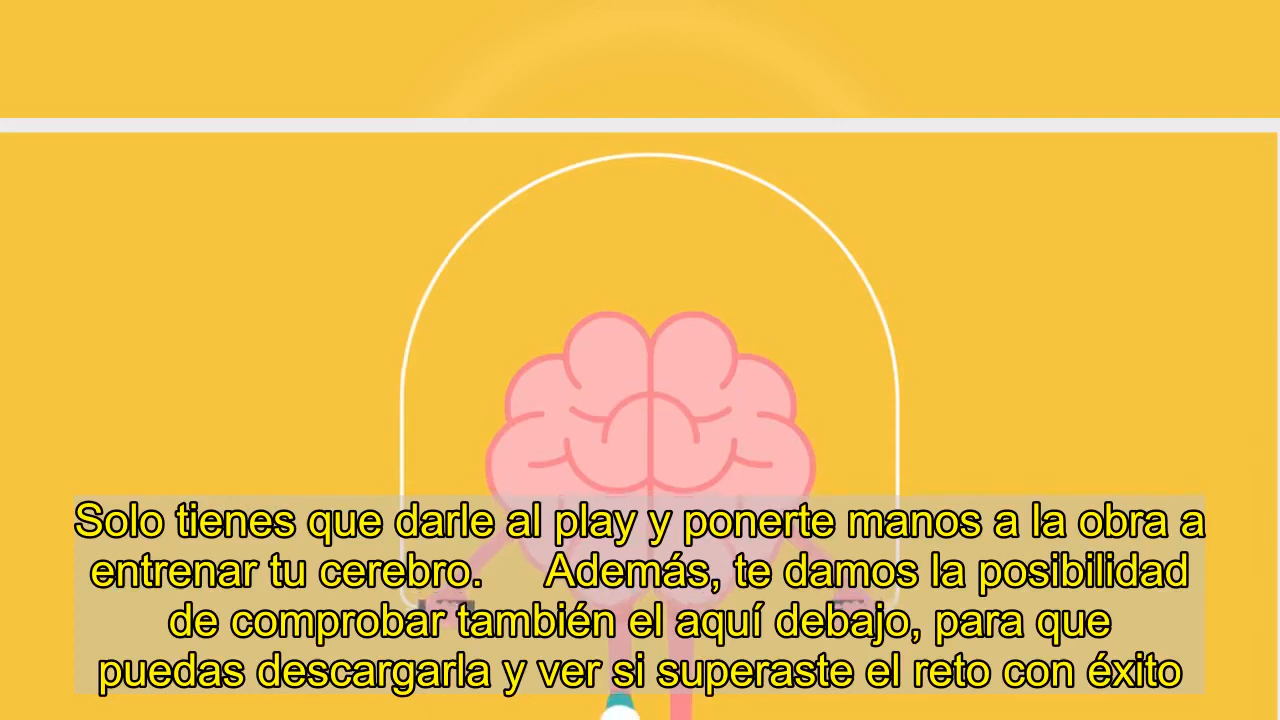 Solo tienes que darle al play y ponerte manos a la obra a
entrenar tu cerebro. Además, te damos la posibilidad
de comprobar también el aquí debajo, para que
puedas descargarla y ver si superaste el reto con éxito